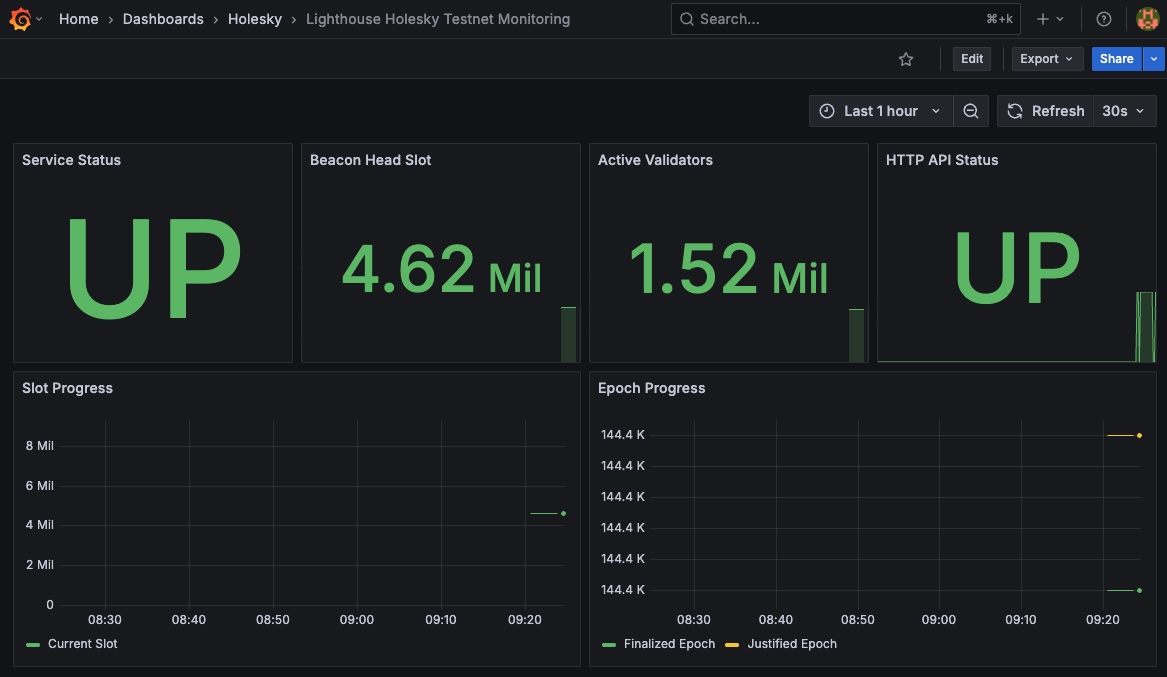 Home › Dashboards › Holesky › Lighthouse Holesky Testnet Monitoring
Search... ⌘+k
Edit Export Share
Last 1 hour Refresh 30s
Service Status
UP
Beacon Head Slot
4.62 Mil
Active Validators
1.52 Mil
HTTP API Status
UP
Slot Progress
8 Mil
6 Mil
4 Mil
2 Mil
0
08:30 08:40 08:50 09:00 09:10 09:20
Current Slot
Epoch Progress
144.4 K
144.4 K
144.4 K
144.4 K
144.4 K
144.4 K
08:30 08:40 08:50 09:00 09:10 09:20
Finalized Epoch Justified Epoch